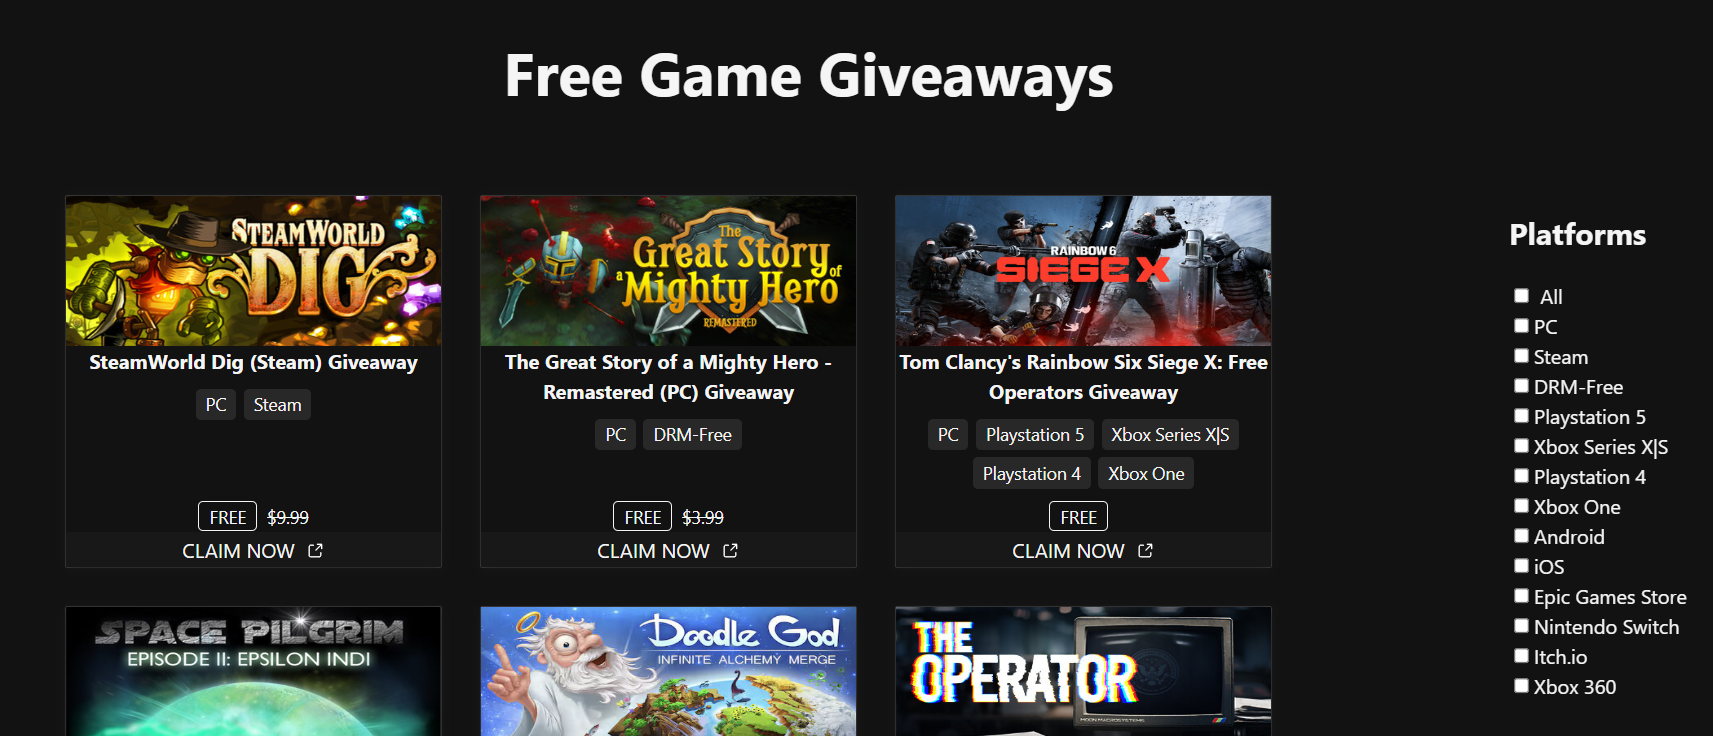 Free Game Giveaways
STEAMWORLD
DIG
SteamWorld Dig (Steam) Giveaway
PC Steam
FREE $9.99
CLAIM NOW
The
Great Story of
a Mighty Hero
REMASTERED
The Great Story of a Mighty Hero -
Remastered (PC) Giveaway
PC DRM-Free
FREE $3.99
CLAIM NOW
RAINBOW 6
SIEGE X
Tom Clancy's Rainbow Six Siege X: Free
Operators Giveaway
PC Playstation 5 Xbox Series X|S
Playstation 4 Xbox One
FREE
CLAIM NOW
SPACE PILGRIM
EPISODE II: EPSILON INDI
Doodle God
INFINITE ALCHEMY MERGE
THE
OPERATOR
MOON MACROSYSTEMS
Platforms
All
PC
Steam
DRM-Free
Playstation 5
Xbox Series X|S
Playstation 4
Xbox One
Android
iOS
Epic Games Store
Nintendo Switch
Itch.io
Xbox 360